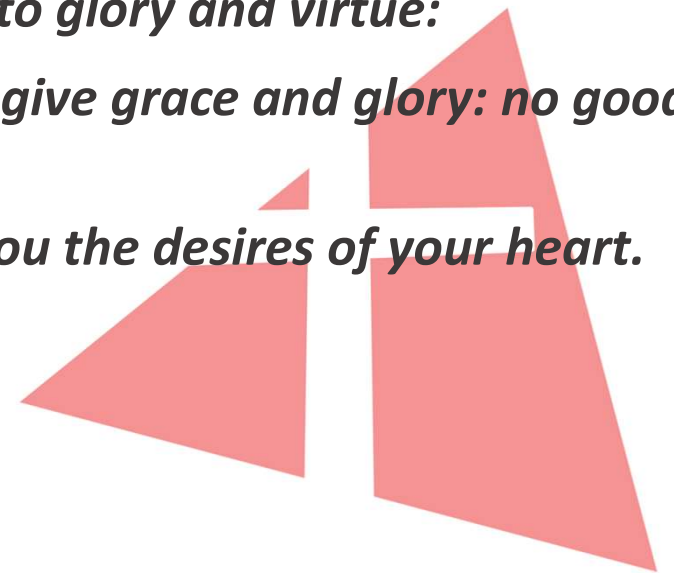 to glory and virtue:
give grace and glory: no good
ou the desires of your heart.